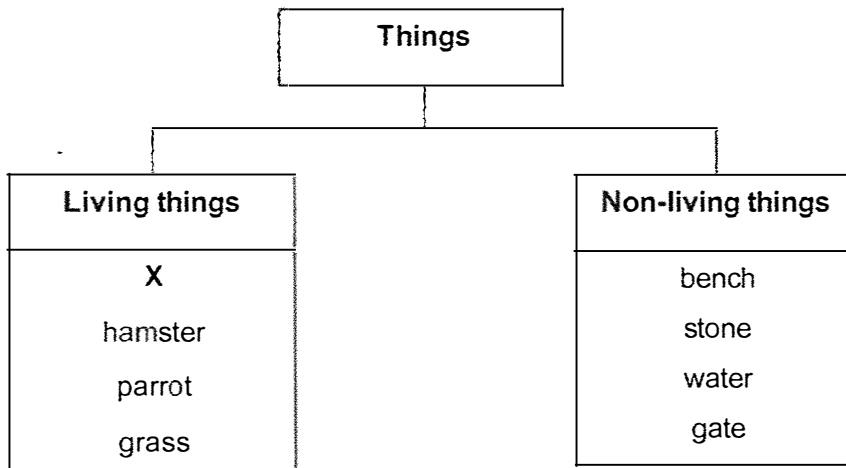 Things
Living things
X
hamster
parrot
grass
Non-living things
bench
stone
water
gate